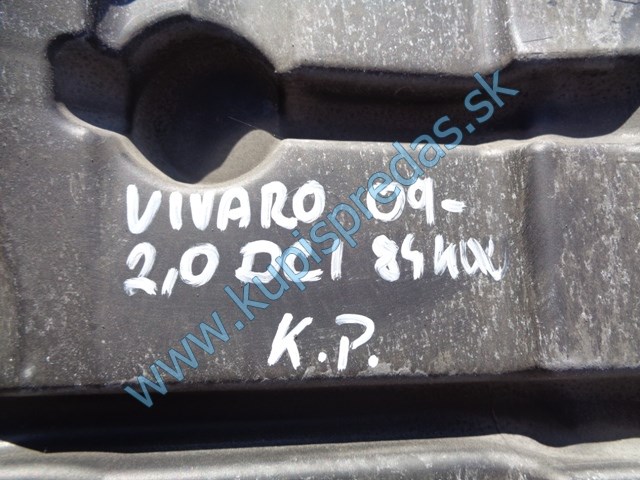 VIVARO 09-
2,0 DCI 84KW
K.P.
www.kupispredas.sk